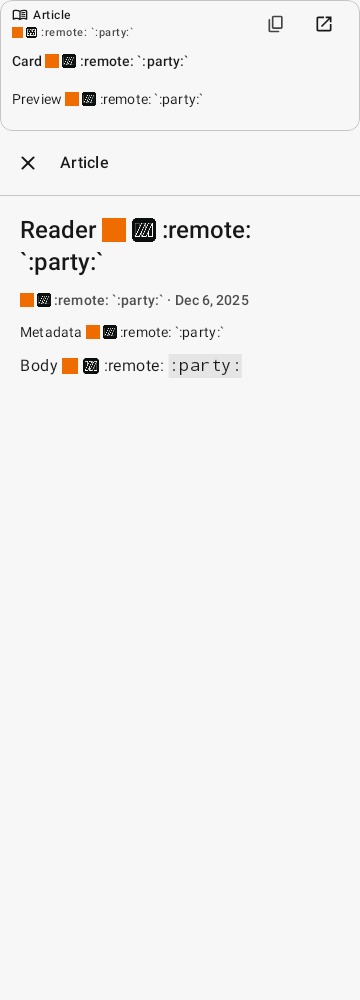 Article
:remote: `:party:`
Card :remote: `:party:`
Preview :remote: `:party:`
Article
Reader :remote:
`:party:`
:remote: `:party:` · Dec 6, 2025
Metadata :remote: `:party:`
Body :remote: :party: